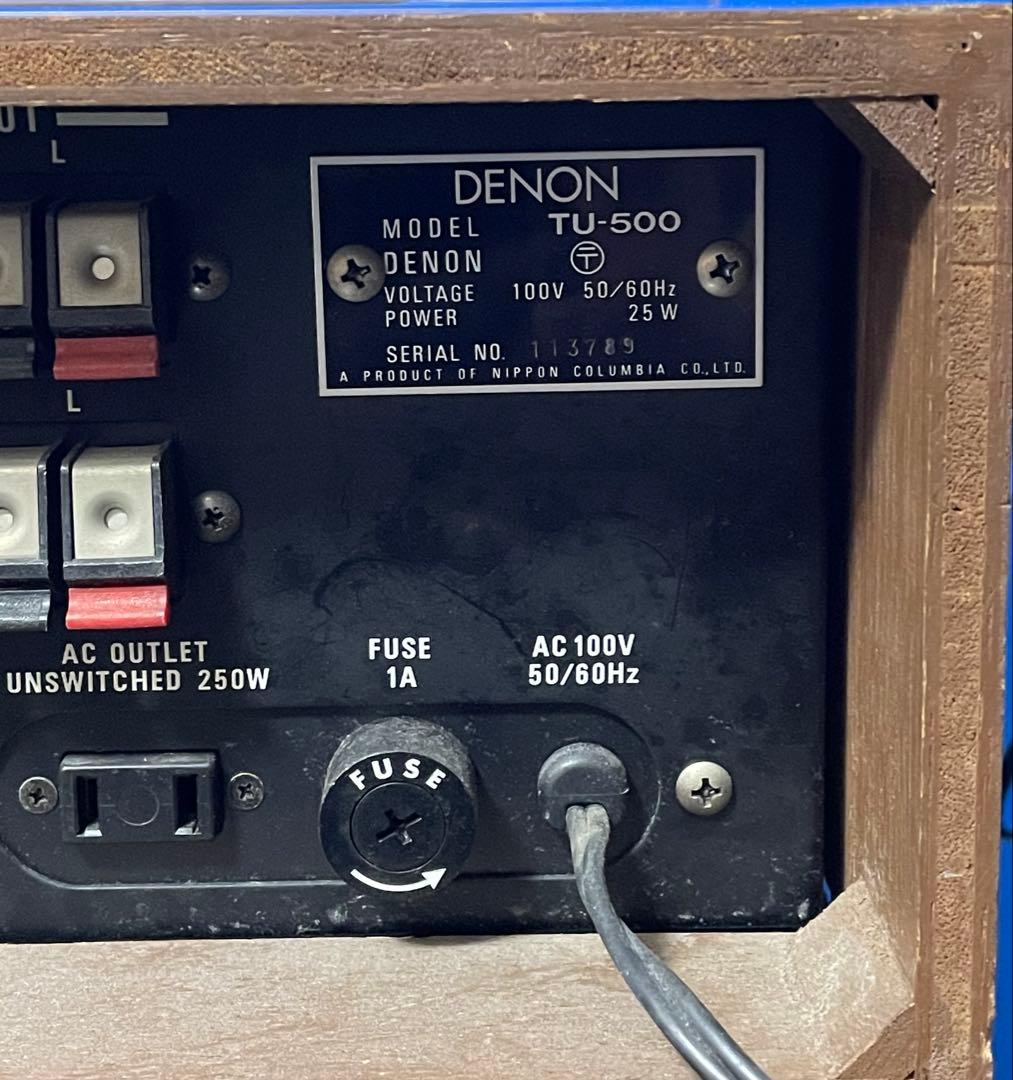 L
DENON
MODEL TU-500
DENON 〒
VOLTAGE 100V 50/60Hz
POWER 25W
SERIAL NO. 113789
A PRODUCT OF NIPPON COLUMBIA CO.,LTD.
L
AC OUTLET
UNSWITCHED 250W
FUSE
1A
AC 100V
50/60Hz
FUSE